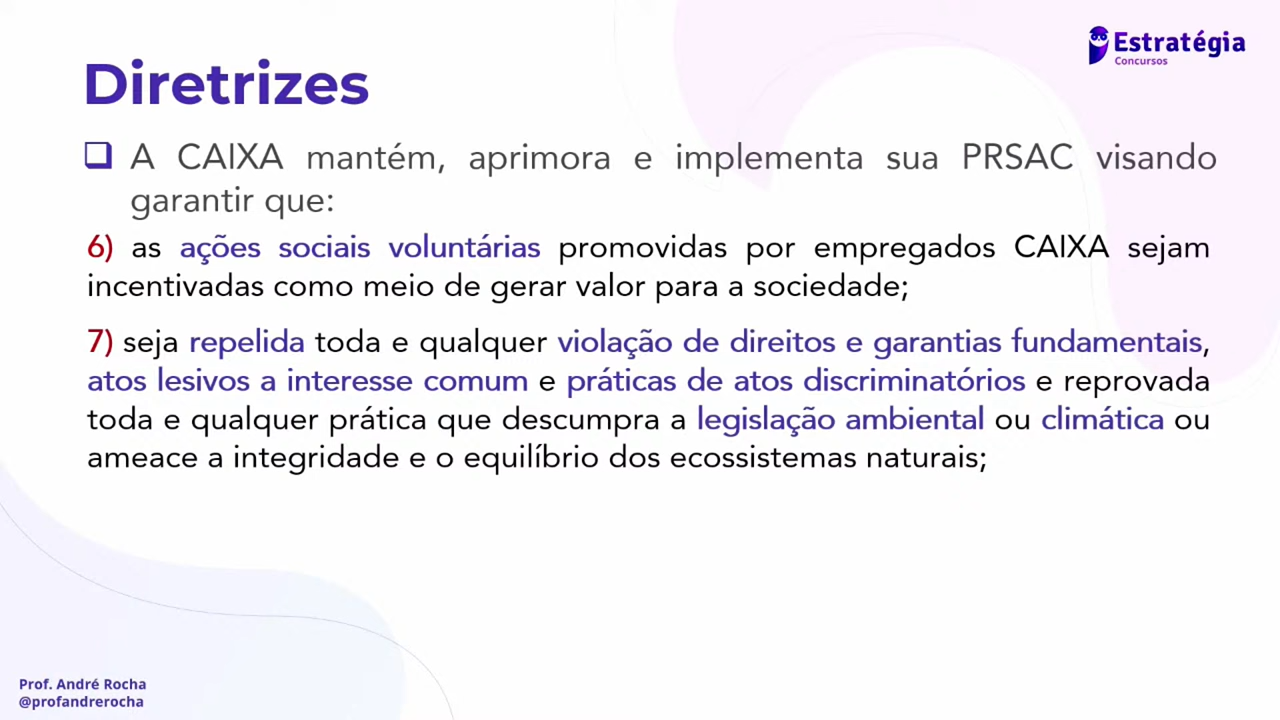 Estratégia
Concursos
Diretrizes
❑ A CAIXA mantém, aprimora e implementa sua PRSAC visando
garantir que:
6) as ações sociais voluntárias promovidas por empregados CAIXA sejam
incentivadas como meio de gerar valor para a sociedade;
7) seja repelida toda e qualquer violação de direitos e garantias fundamentais,
atos lesivos a interesse comum e práticas de atos discriminatórios e reprovada
toda e qualquer prática que descumpra a legislação ambiental ou climática ou
ameace a integridade e o equilíbrio dos ecossistemas naturais;
Prof. André Rocha
@profandrerocha